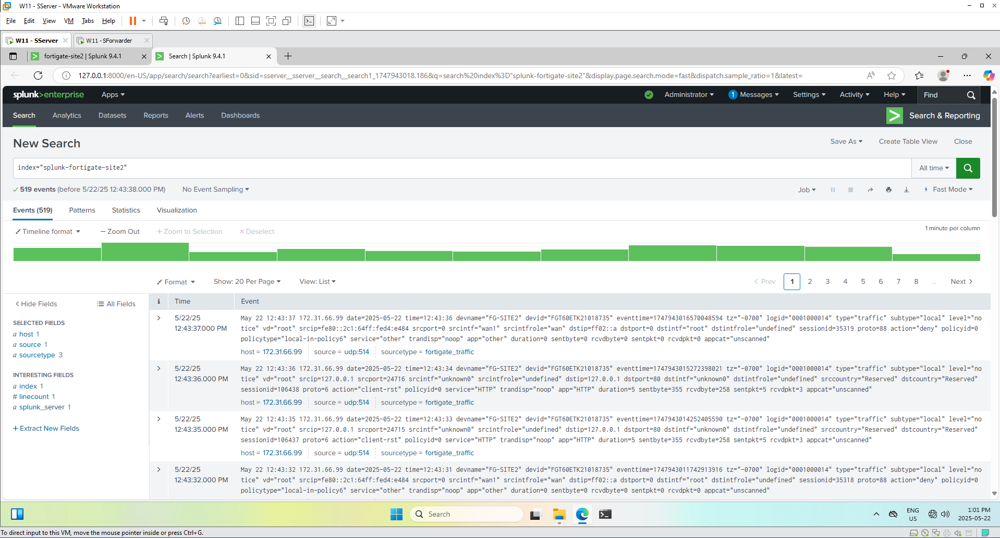 W11 - SServer - VMware Workstation
File Edit View VM Tabs Help
W11 - SServer
W11 - SForwarder
fortigate-site2 | Splunk 9.4.1
Search | Splunk 9.4.1
127.0.0.1:8000/en-US/app/search/search?earliest=0&sid=sserver__sserver__search__search1_1747943018.186&q=search%20index%3D"splunk-fortigate-site2"&display.page.search.mode=fast&dispatch.sample_ratio=1&latest=
splunk>enterprise Apps Administrator 1 Messages Settings Activity Help Find
Search Analytics Datasets Reports Alerts Dashboards Search & Reporting
New Search
Save As Create Table View Close
index="splunk-fortigate-site2"
All time
519 events (before 5/22/25 12:43:38.000 PM) No Event Sampling Job Fast Mode
Events (519) Patterns Statistics Visualization
Timeline format Zoom Out + Zoom to Selection × Deselect
1 minute per column
Format Show: 20 Per Page View: List
Prev 1 2 3 4 5 6 7 8 ... Next
Hide Fields All Fields
SELECTED FIELDS
a host 1
a source 1
a sourcetype 3
INTERESTING FIELDS
a index 1
# linecount 1
a splunk_server 1
+ Extract New Fields
i Time Event
5/22/25
12:43:37.000 PM
May 22 12:43:37 172.31.66.99 date=2025-05-22 time=12:43:36 devname="FG-SITE2" devid="FGT60ETK21018735" eventtime=1747943016570048594 tz="-0700" logid="0001000014" type="traffic" subtype="local" level="no
tice" vd="root" srcip=fe80::2c1:64ff:fed4:e484 srcport=0 srcintf="wan1" srcintfrole="wan" dstip=ff02::a dstport=0 dstintf="root" dstintfrole="undefined" sessionid=35319 proto=88 action="deny" policyid=0
policytype="local-in-policy6" service="other" trandisp="noop" app="other" duration=0 sentbyte=0 rcvdbyte=0 sentpkt=0 rcvdpkt=0 appcat="unscanned"
host = 172.31.66.99 source = udp:514 sourcetype = fortigate_traffic
5/22/25
12:43:36.000 PM
May 22 12:43:36 172.31.66.99 date=2025-05-22 time=12:43:34 devname="FG-SITE2" devid="FGT60ETK21018735" eventtime=1747943015272398021 tz="-0700" logid="0001000014" type="traffic" subtype="local" level="no
tice" vd="root" srcip=127.0.0.1 srcport=24716 srcintf="unknown0" srcintfrole="undefined" dstip=127.0.0.1 dstport=80 dstintf="unknown0" dstintfrole="undefined" srccountry="Reserved" dstcountry="Reserved"
sessionid=106438 proto=6 action="client-rst" policyid=0 service="HTTP" trandisp="noop" app="HTTP" duration=5 sentbyte=355 rcvdbyte=258 sentpkt=5 rcvdpkt=3 appcat="unscanned"
host = 172.31.66.99 source = udp:514 sourcetype = fortigate_traffic
5/22/25
12:43:35.000 PM
May 22 12:43:35 172.31.66.99 date=2025-05-22 time=12:43:33 devname="FG-SITE2" devid="FGT60ETK21018735" eventtime=1747943014252405590 tz="-0700" logid="0001000014" type="traffic" subtype="local" level="no
tice" vd="root" srcip=127.0.0.1 srcport=24715 srcintf="unknown0" srcintfrole="undefined" dstip=127.0.0.1 dstport=80 dstintf="unknown0" dstintfrole="undefined" srccountry="Reserved" dstcountry="Reserved"
sessionid=106437 proto=6 action="client-rst" policyid=0 service="HTTP" trandisp="noop" app="HTTP" duration=5 sentbyte=355 rcvdbyte=258 sentpkt=5 rcvdpkt=3 appcat="unscanned"
host = 172.31.66.99 source = udp:514 sourcetype = fortigate_traffic
5/22/25
12:43:32.000 PM
May 22 12:43:32 172.31.66.99 date=2025-05-22 time=12:43:31 devname="FG-SITE2" devid="FGT60ETK21018735" eventtime=1747943011742913916 tz="-0700" logid="0001000014" type="traffic" subtype="local" level="no
tice" vd="root" srcip=fe80::2c1:64ff:fed4:e484 srcport=0 srcintf="wan1" srcintfrole="wan" dstip=ff02::a dstport=0 dstintf="root" dstintfrole="undefined" sessionid=35318 proto=88 action="deny" policyid=0
policytype="local-in-policy6" service="other" trandisp="noop" app="other" duration=0 sentbyte=0 rcvdbyte=0 sentpkt=0 rcvdpkt=0 appcat="unscanned"
Search
ENG
US
1:01 PM
2025-05-22
To direct input to this VM, move the mouse pointer inside or press Ctrl+G.